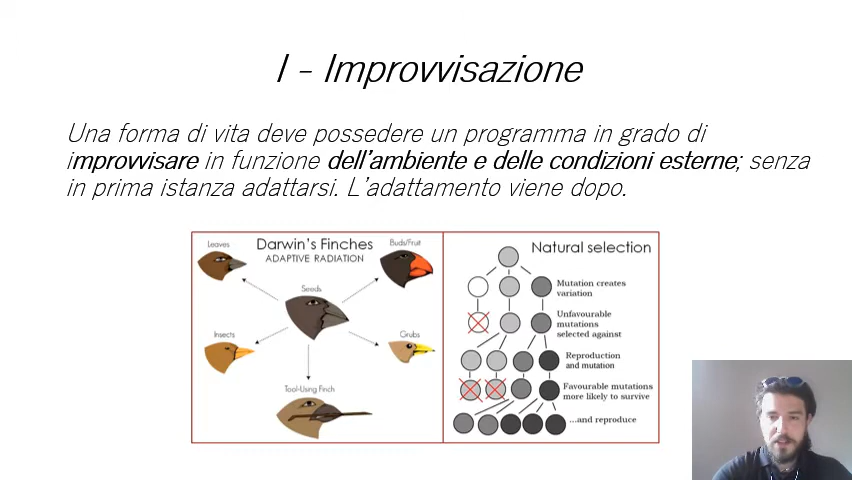 I - Improvvisazione
Una forma di vita deve possedere un programma in grado di
improvvisare in funzione dell'ambiente e delle condizioni esterne; senza
in prima istanza adattarsi. L'adattamento viene dopo.
Darwin's Finches
ADAPTIVE RADIATION
Leaves
Buds/Fruit
Seeds
Insects
Grubs
Tool-Using Finch
Natural selection
Mutation creates
variation
Unfavourable
mutations
selected against
Reproduction
and mutation
Favourable mutations
more likely to survive
...and reproduce